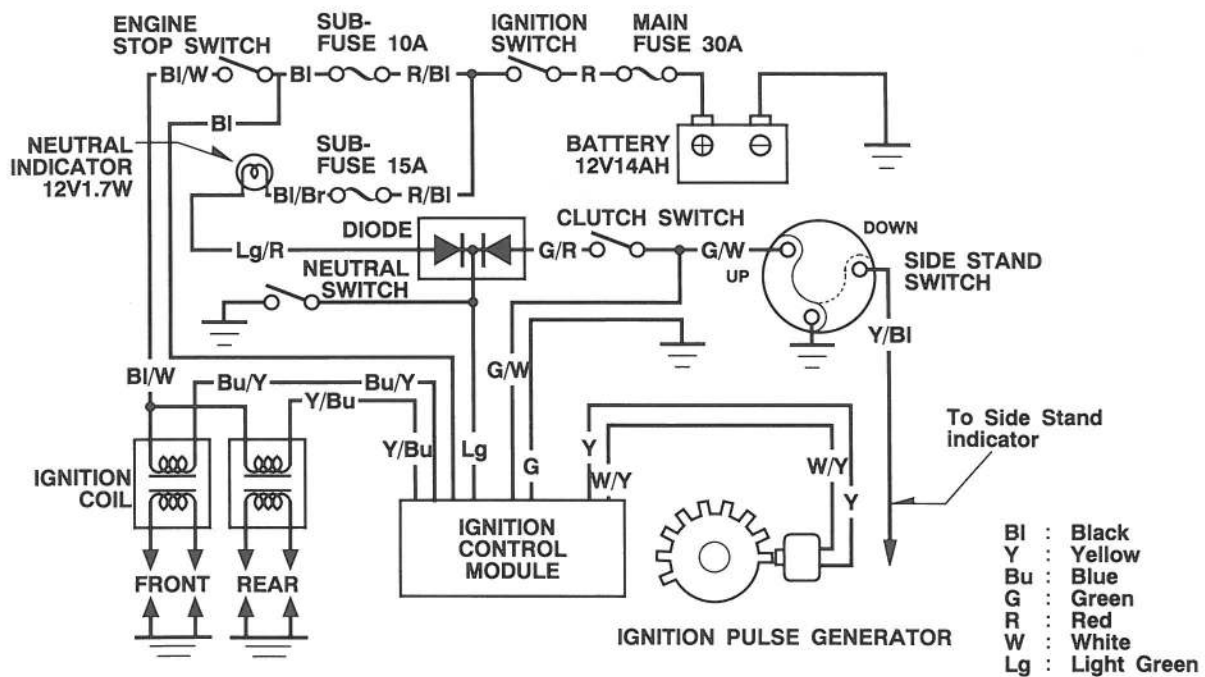 ENGINE
STOP SWITCH
SUB-
FUSE 10A
IGNITION
SWITCH
MAIN
FUSE 30A
Bl/W
Bl
R/Bl
R
Bl
NEUTRAL
INDICATOR
12V1.7W
SUB-
FUSE 15A
Bl/Br
R/Bl
BATTERY
12V14AH
DIODE
CLUTCH SWITCH
DOWN
Lg/R
G/R
G/W
UP
SIDE STAND
SWITCH
NEUTRAL
SWITCH
Y/Bl
G/W
Bl/W
Bu/Y
Bu/Y
Y/Bu
Y/Bu
Lg
G
Y
W/Y
W/Y
Y
To Side Stand
indicator
IGNITION
COIL
IGNITION
CONTROL
MODULE
FRONT
REAR
IGNITION PULSE GENERATOR
Bl : Black
Y : Yellow
Bu : Blue
G : Green
R : Red
W : White
Lg : Light Green